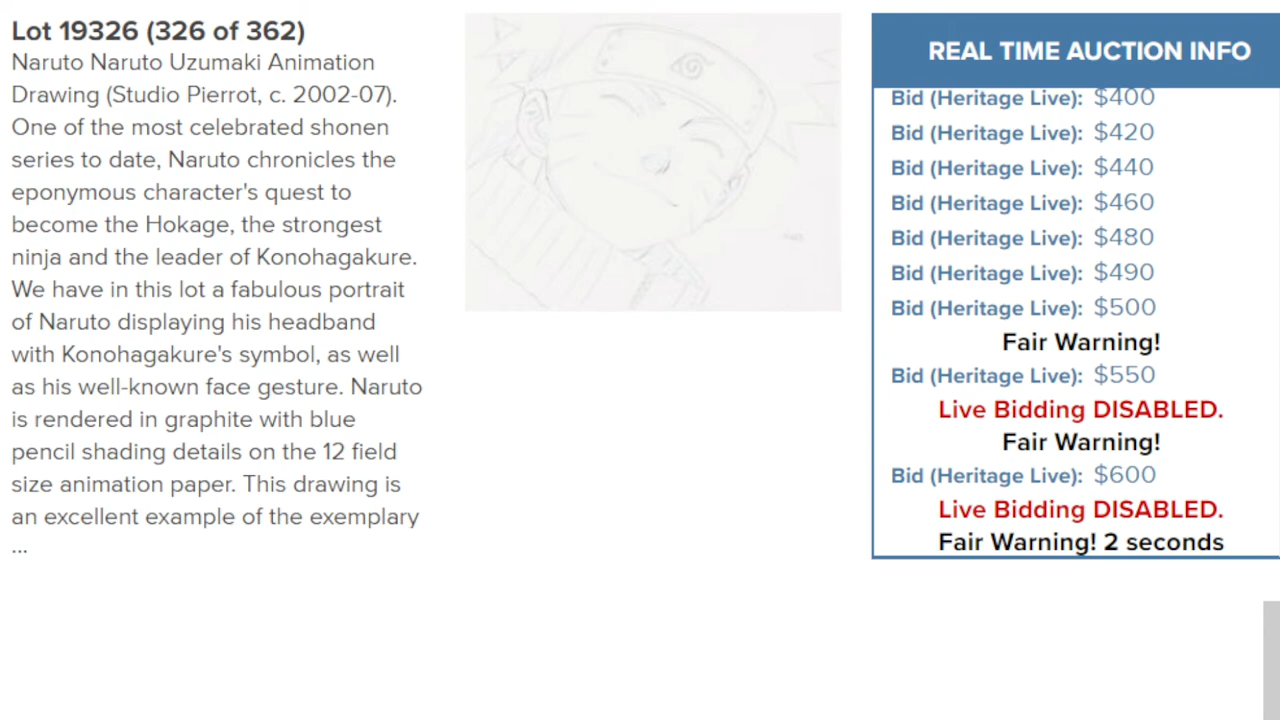 Lot 19326 (326 of 362)
Naruto Naruto Uzumaki Animation
Drawing (Studio Pierrot, c. 2002-07).
One of the most celebrated shonen
series to date, Naruto chronicles the
eponymous character's quest to
become the Hokage, the strongest
ninja and the leader of Konohagakure.
We have in this lot a fabulous portrait
of Naruto displaying his headband
with Konohagakure's symbol, as well
as his well-known face gesture. Naruto
is rendered in graphite with blue
pencil shading details on the 12 field
size animation paper. This drawing is
an excellent example of the exemplary
...
REAL TIME AUCTION INFO
Bid (Heritage Live): $400
Bid (Heritage Live): $420
Bid (Heritage Live): $440
Bid (Heritage Live): $460
Bid (Heritage Live): $480
Bid (Heritage Live): $490
Bid (Heritage Live): $500
Fair Warning!
Bid (Heritage Live): $550
Live Bidding DISABLED.
Fair Warning!
Bid (Heritage Live): $600
Live Bidding DISABLED.
Fair Warning! 2 seconds